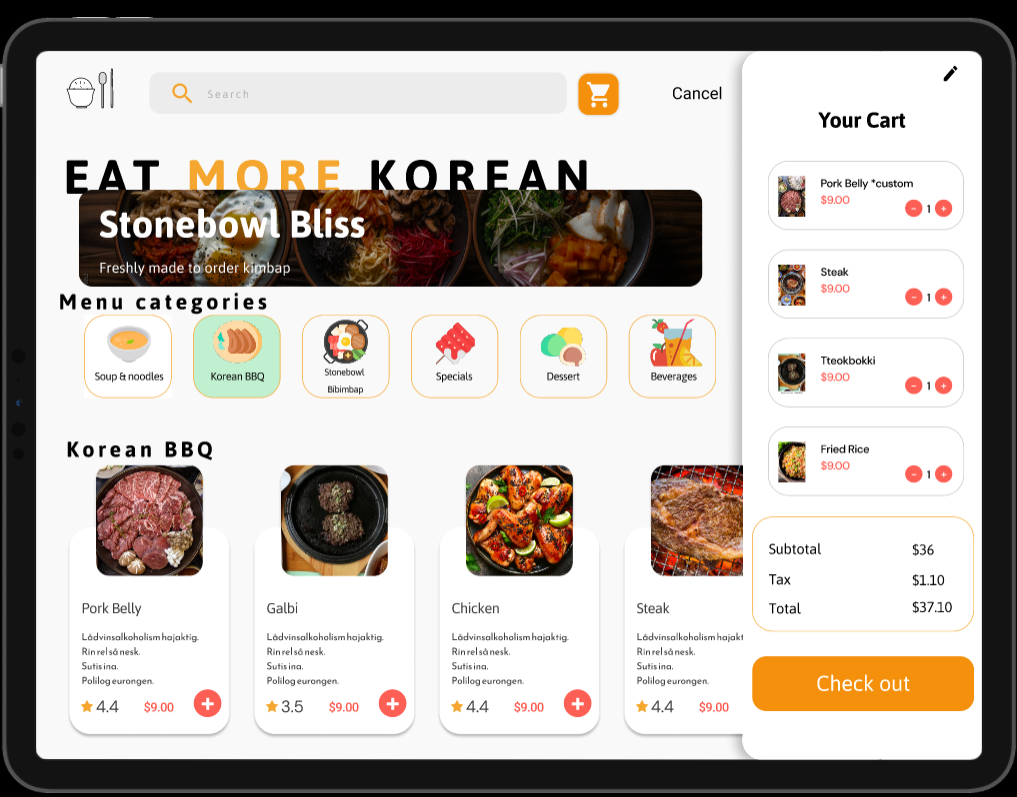 Search
Cancel
EAT MORE KOREAN
Stonebowl Bliss
Freshly made to order kimbap
Menu categories
Soup & noodles
Korean BBQ
Stonebowl
Bibimbap
Specials
Dessert
Beverages
Korean BBQ
Pork Belly
Lådvinsalkoholism hajaktig.
Rin rel så nesk.
Sutis ina.
Polilog eurongen.
4.4 $9.00
Galbi
Lådvinsalkoholism hajaktig.
Rin rel så nesk.
Sutis ina.
Polilog eurongen.
3.5 $9.00
Chicken
Lådvinsalkoholism hajaktig.
Rin rel så nesk.
Sutis ina.
Polilog eurongen.
4.4 $9.00
Steak
Lådvinsalkoholism hajakt
Rin rel så nesk.
Sutis ina.
Polilog eurongen.
4.4 $9.00
Your Cart
Pork Belly *custom
$9.00
- 1 +
Steak
$9.00
- 1 +
Tteokbokki
$9.00
- 1 +
Fried Rice
$9.00
- 1 +
Subtotal $36
Tax $1.10
Total $37.10
Check out